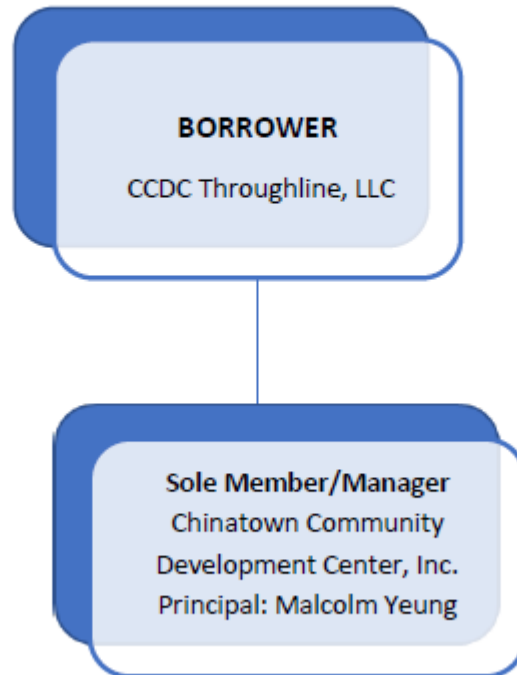 BORROWER
CCDC Throughline, LLC
Sole Member/Manager
Chinatown Community
Development Center, Inc.
Principal: Malcolm Yeung